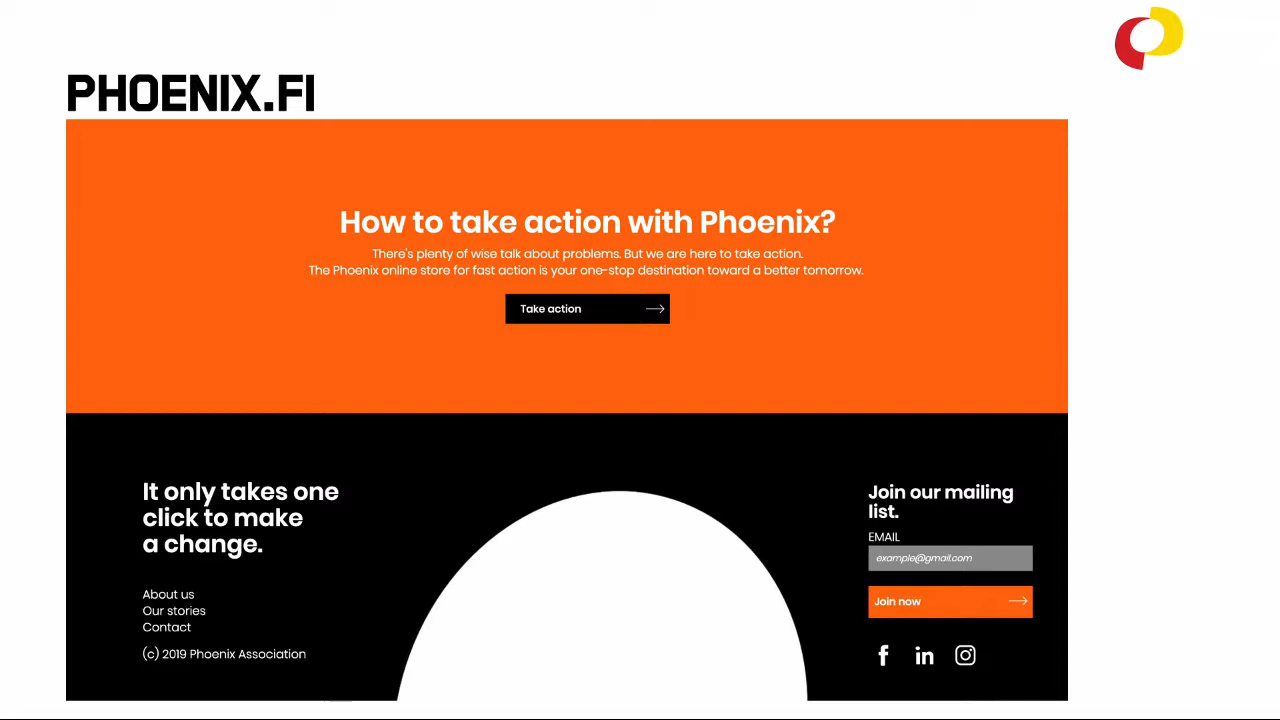 PHOENIX.FI
How to take action with Phoenix?
There's plenty of wise talk about problems. But we are here to take action.
The Phoenix online store for fast action is your one-stop destination toward a better tomorrow.
Take action
It only takes one
click to make
a change.
About us
Our stories
Contact
(c) 2019 Phoenix Association
Join our mailing
list.
EMAIL
example@gmail.com
Join now